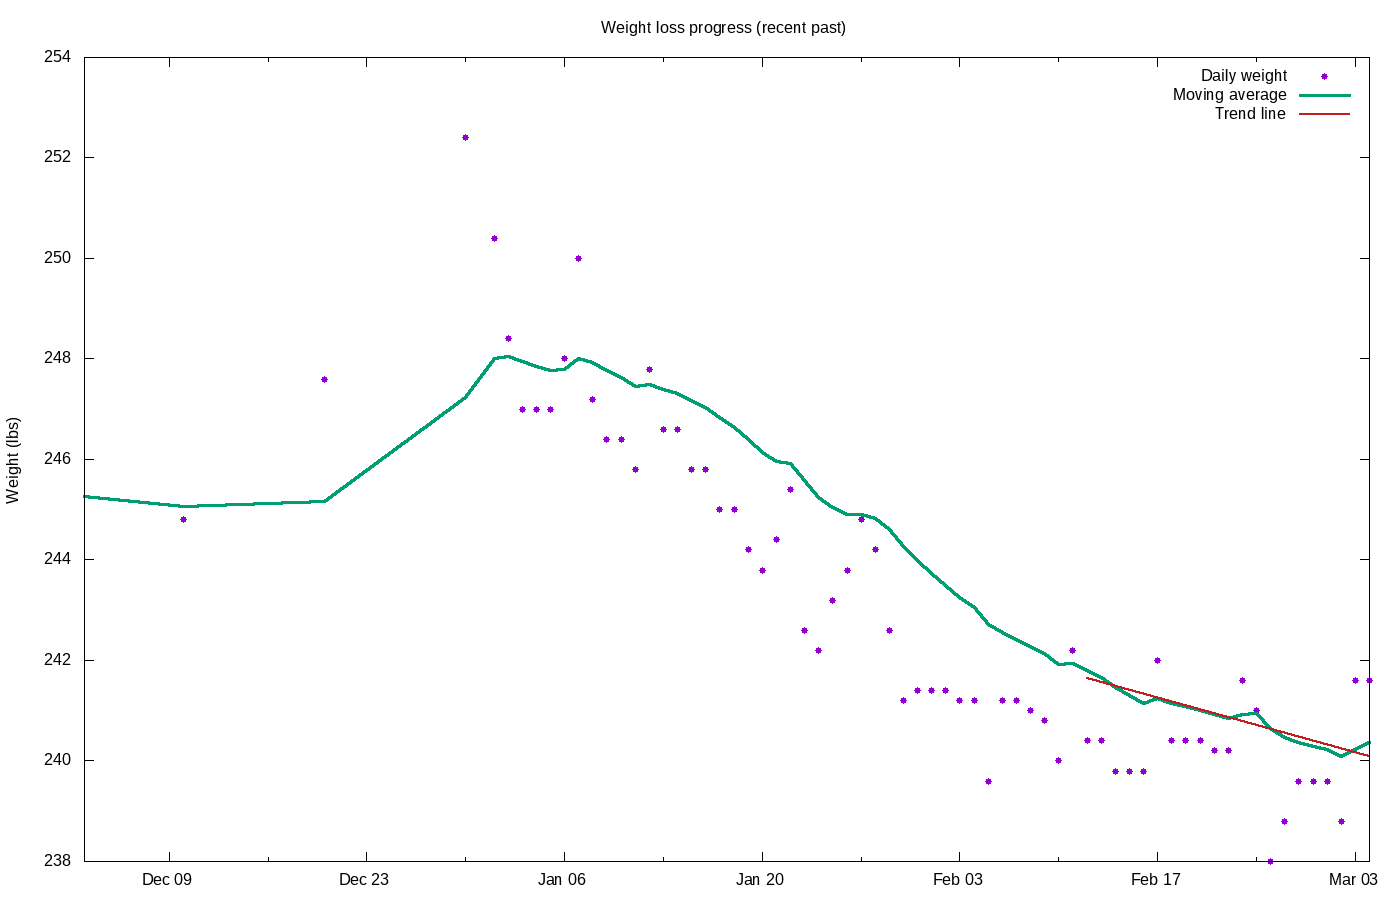 Weight loss progress (recent past)
254
252
250
248
246
244
242
240
238
Weight (lbs)
Daily weight
Moving average
Trend line
Dec 09 Dec 23 Jan 06 Jan 20 Feb 03 Feb 17 Mar 03